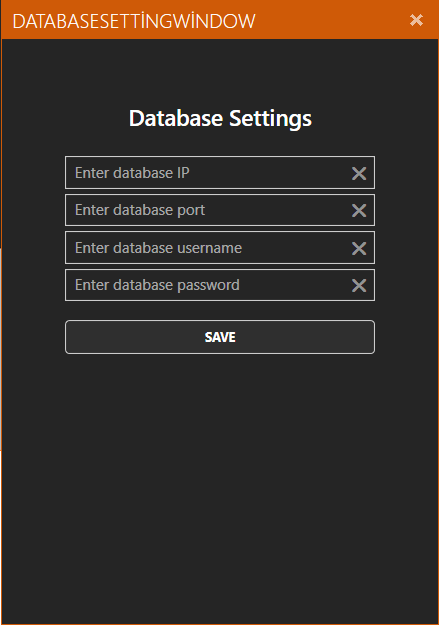 DATABASESETTİNGWİNDOW
Database Settings
Enter database IP
Enter database port
Enter database username
Enter database password
SAVE